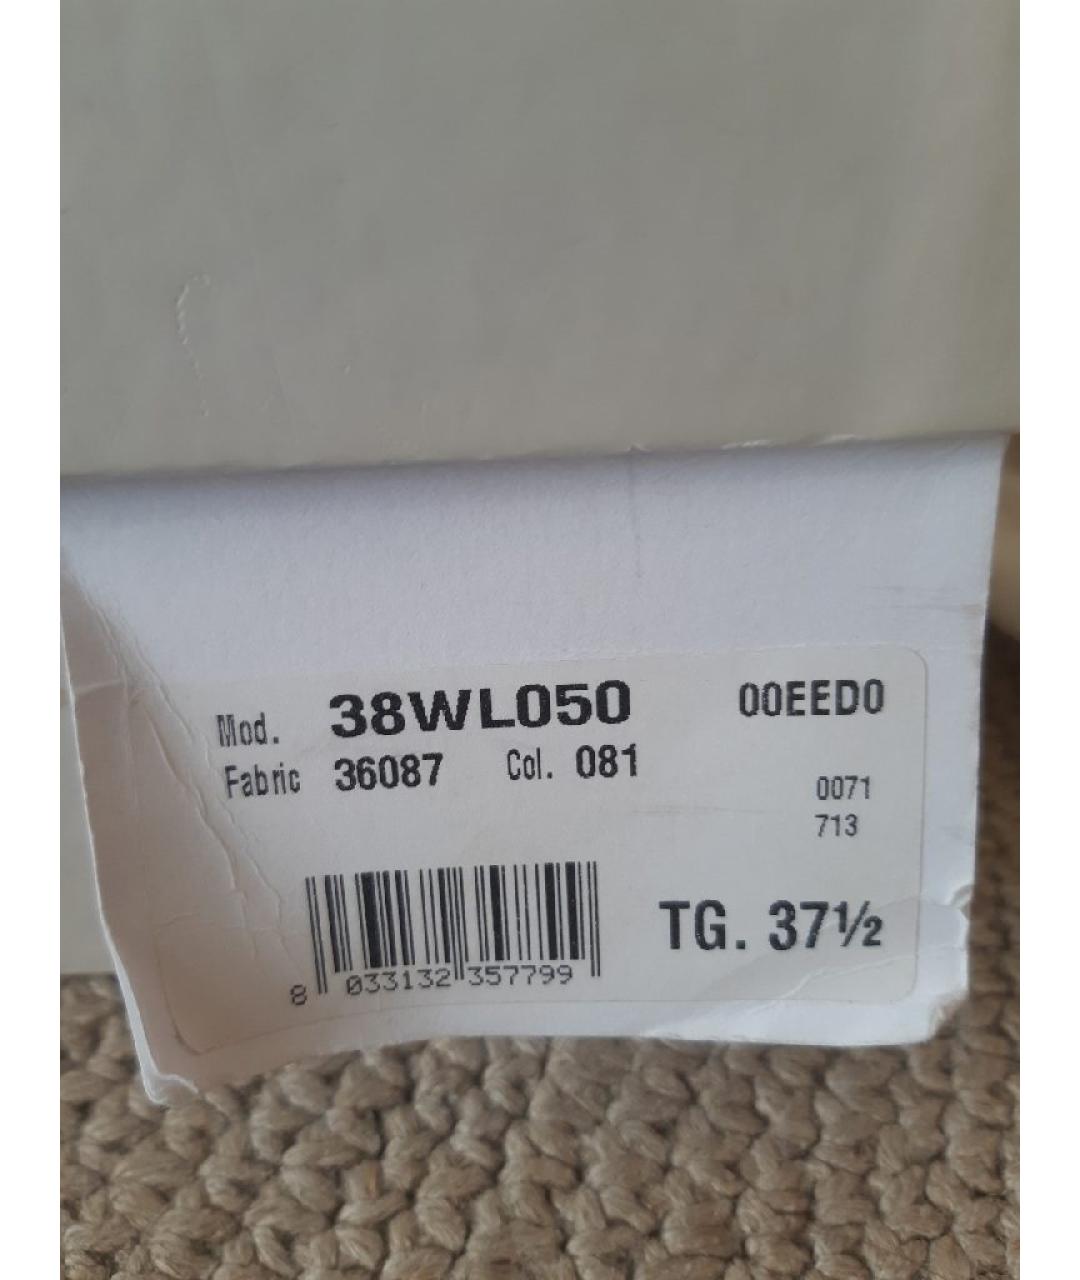 Mod. 38WL050 00EED0
Fabric 36087 Col. 081
0071
713
TG. 37½
8 033132 357799